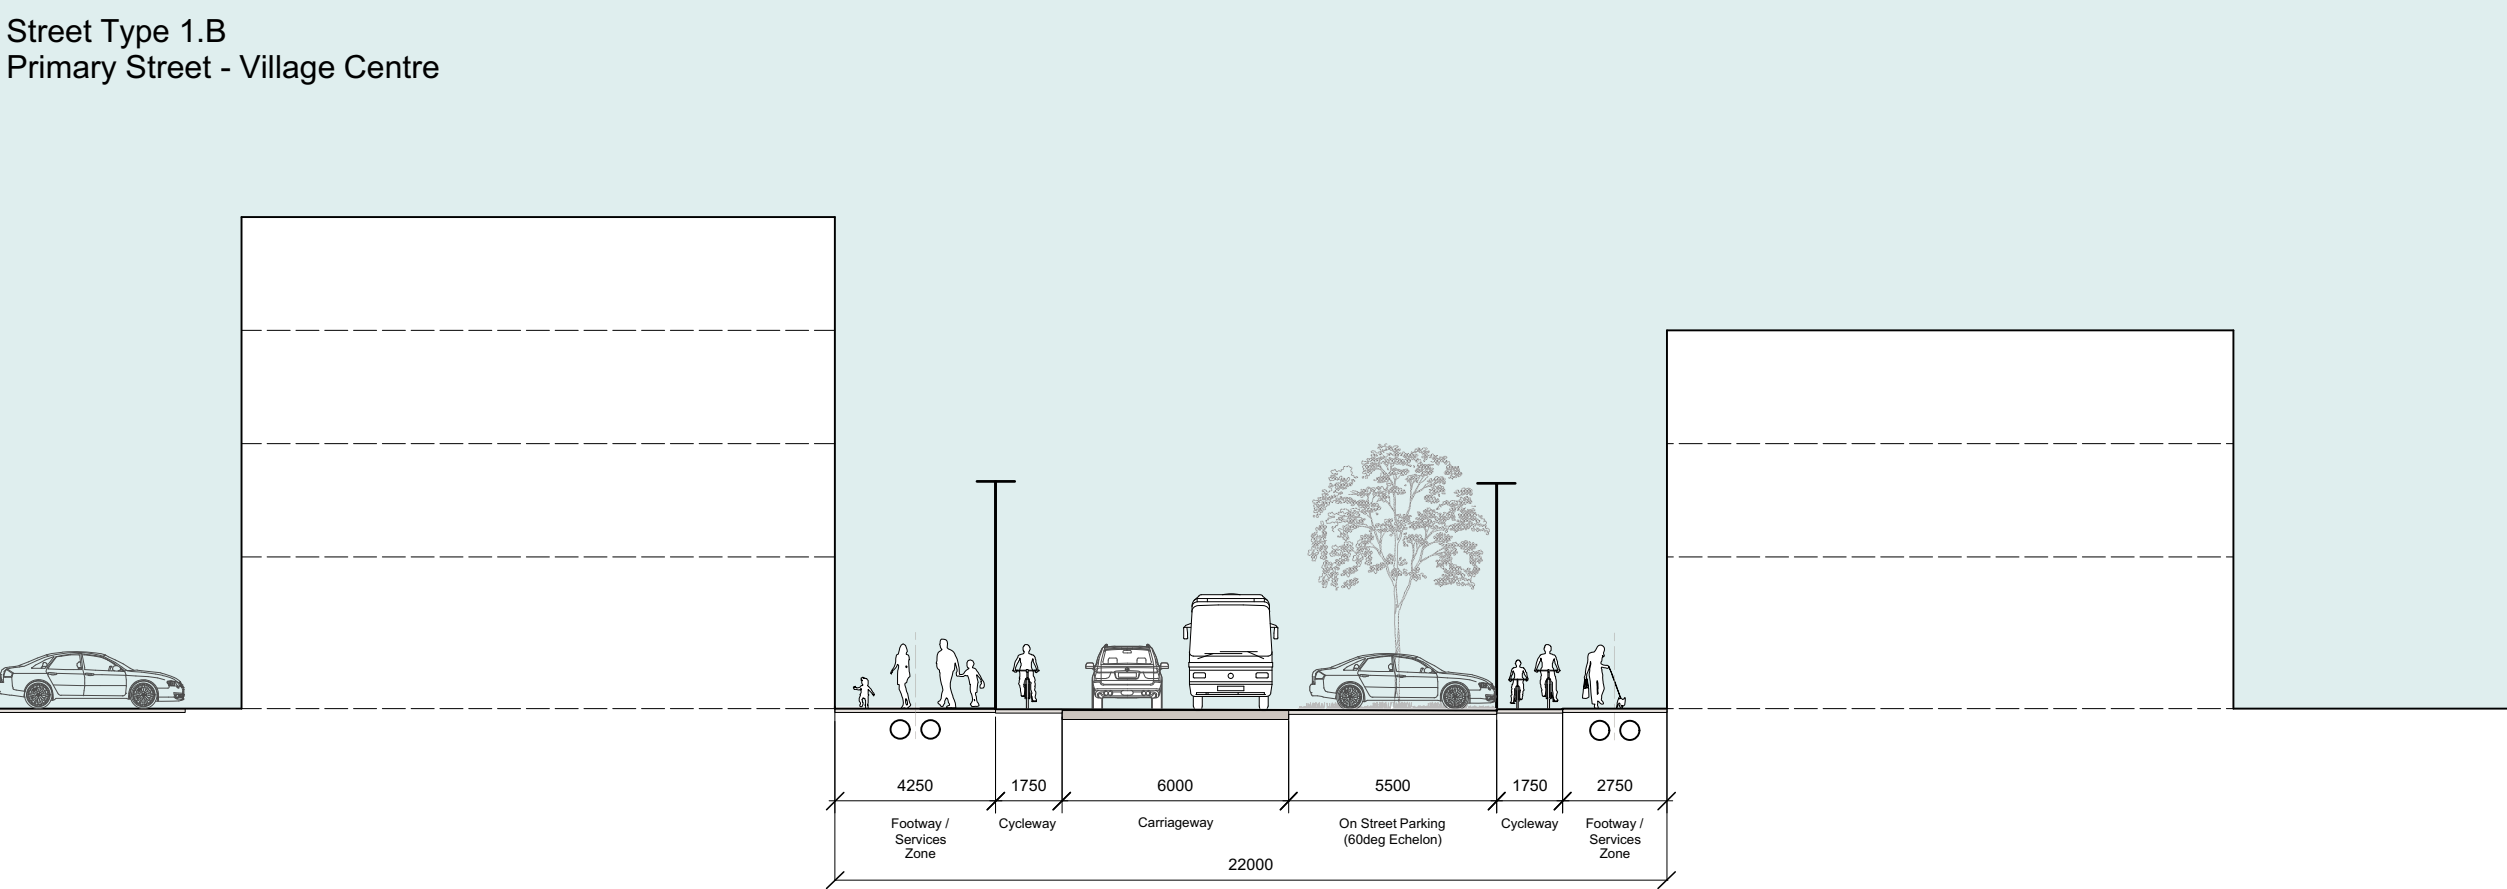 Street Type 1.B
Primary Street - Village Centre
4250
1750
6000
5500
1750
2750
Footway /
Services
Zone
Cycleway
Carriageway
On Street Parking
(60deg Echelon)
Cycleway
Footway /
Services
Zone
22000